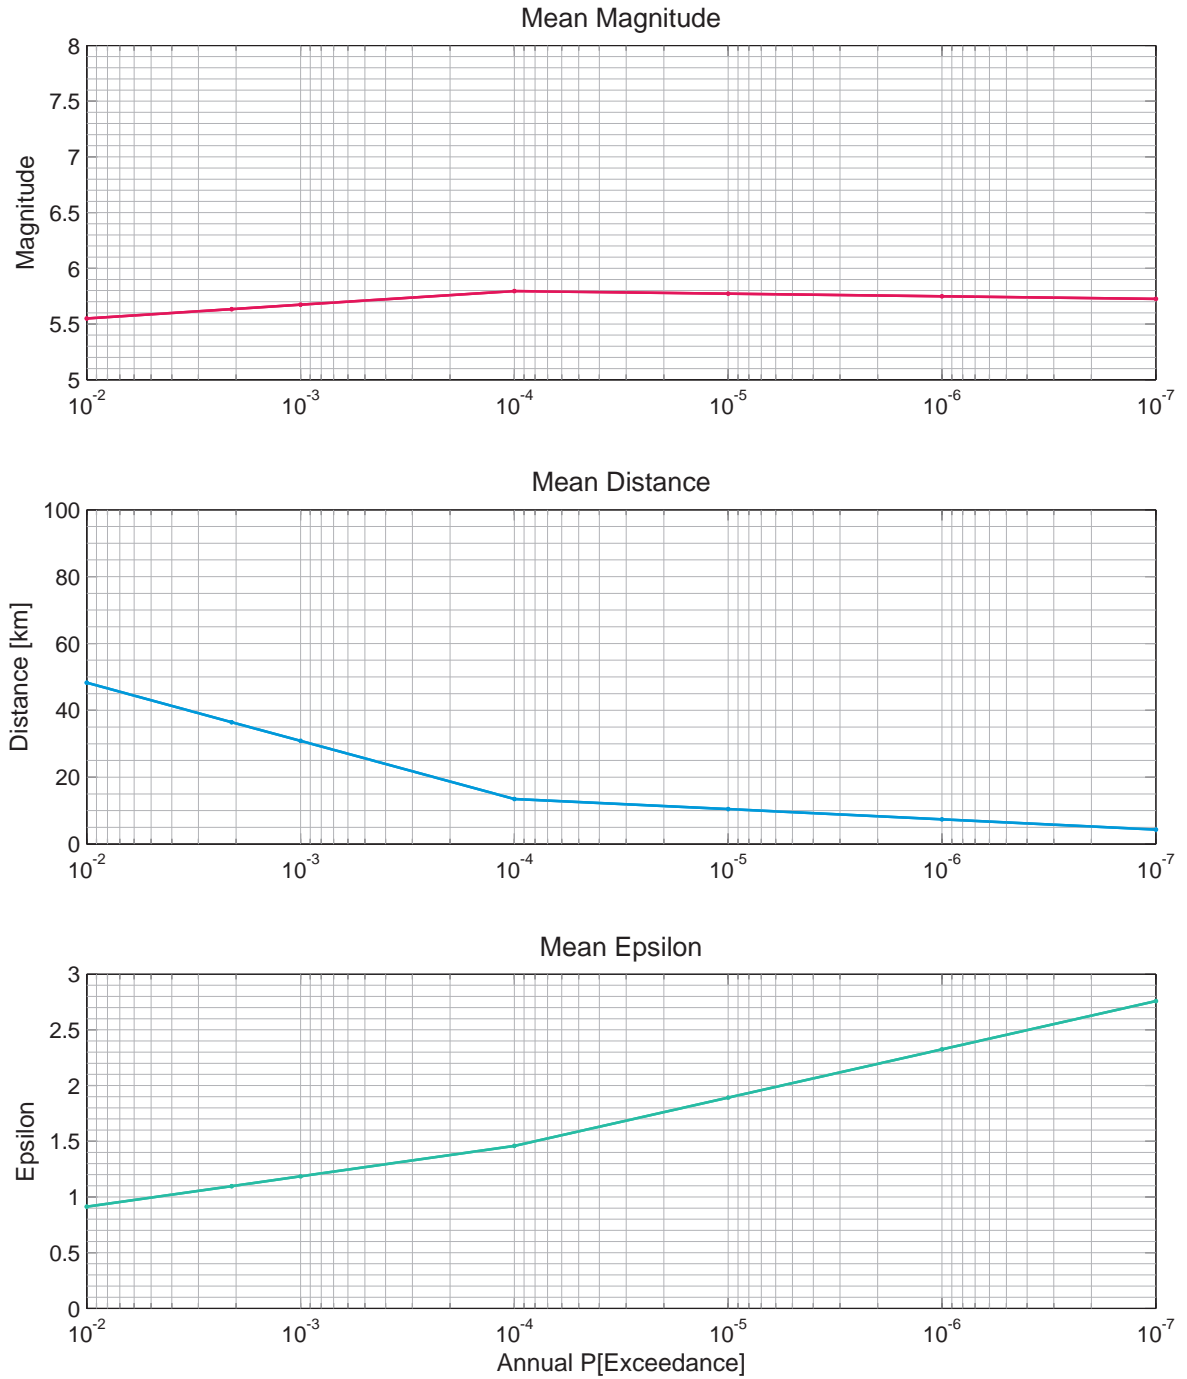 Mean Magnitude
8
7.5
7
6.5
6
5.5
5
Magnitude
10^-2 10^-3 10^-4 10^-5 10^-6 10^-7
Mean Distance
100
80
60
40
20
0
Distance [km]
10^-2 10^-3 10^-4 10^-5 10^-6 10^-7
Mean Epsilon
3
2.5
2
1.5
1
0.5
0
Epsilon
10^-2 10^-3 10^-4 10^-5 10^-6 10^-7
Annual P[Exceedance]